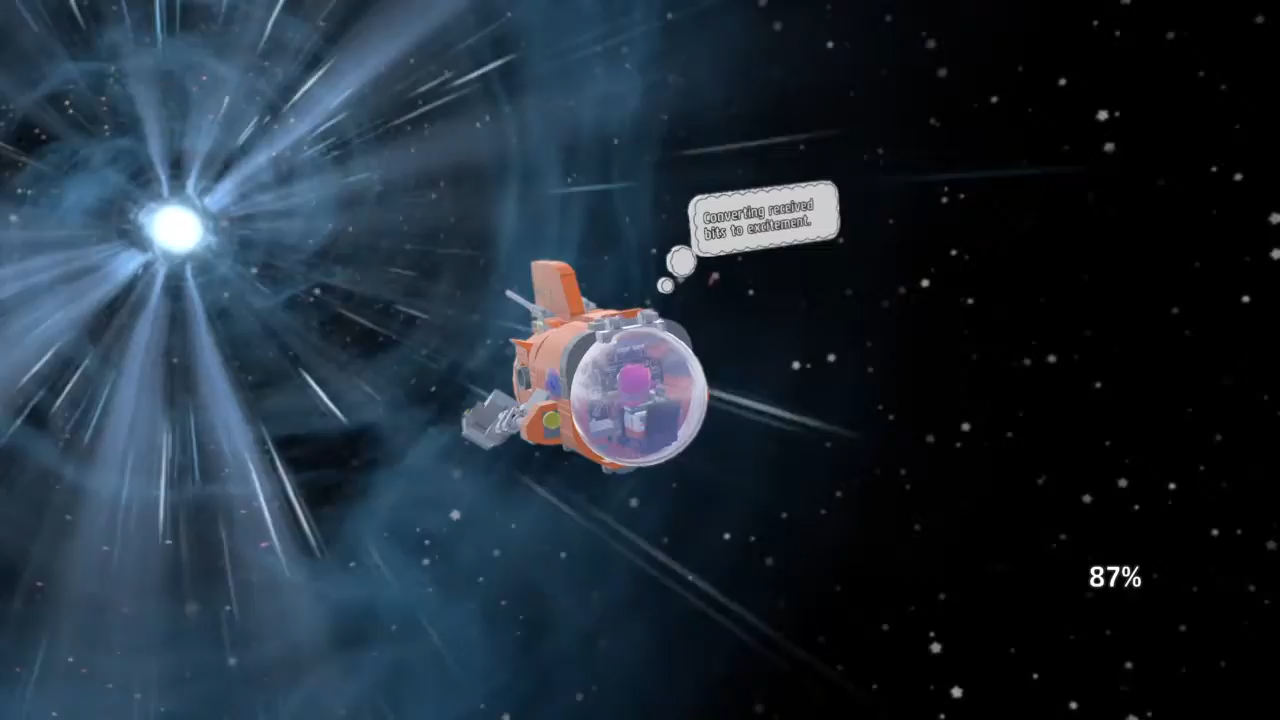 Converting received
bits to excitement.
87%